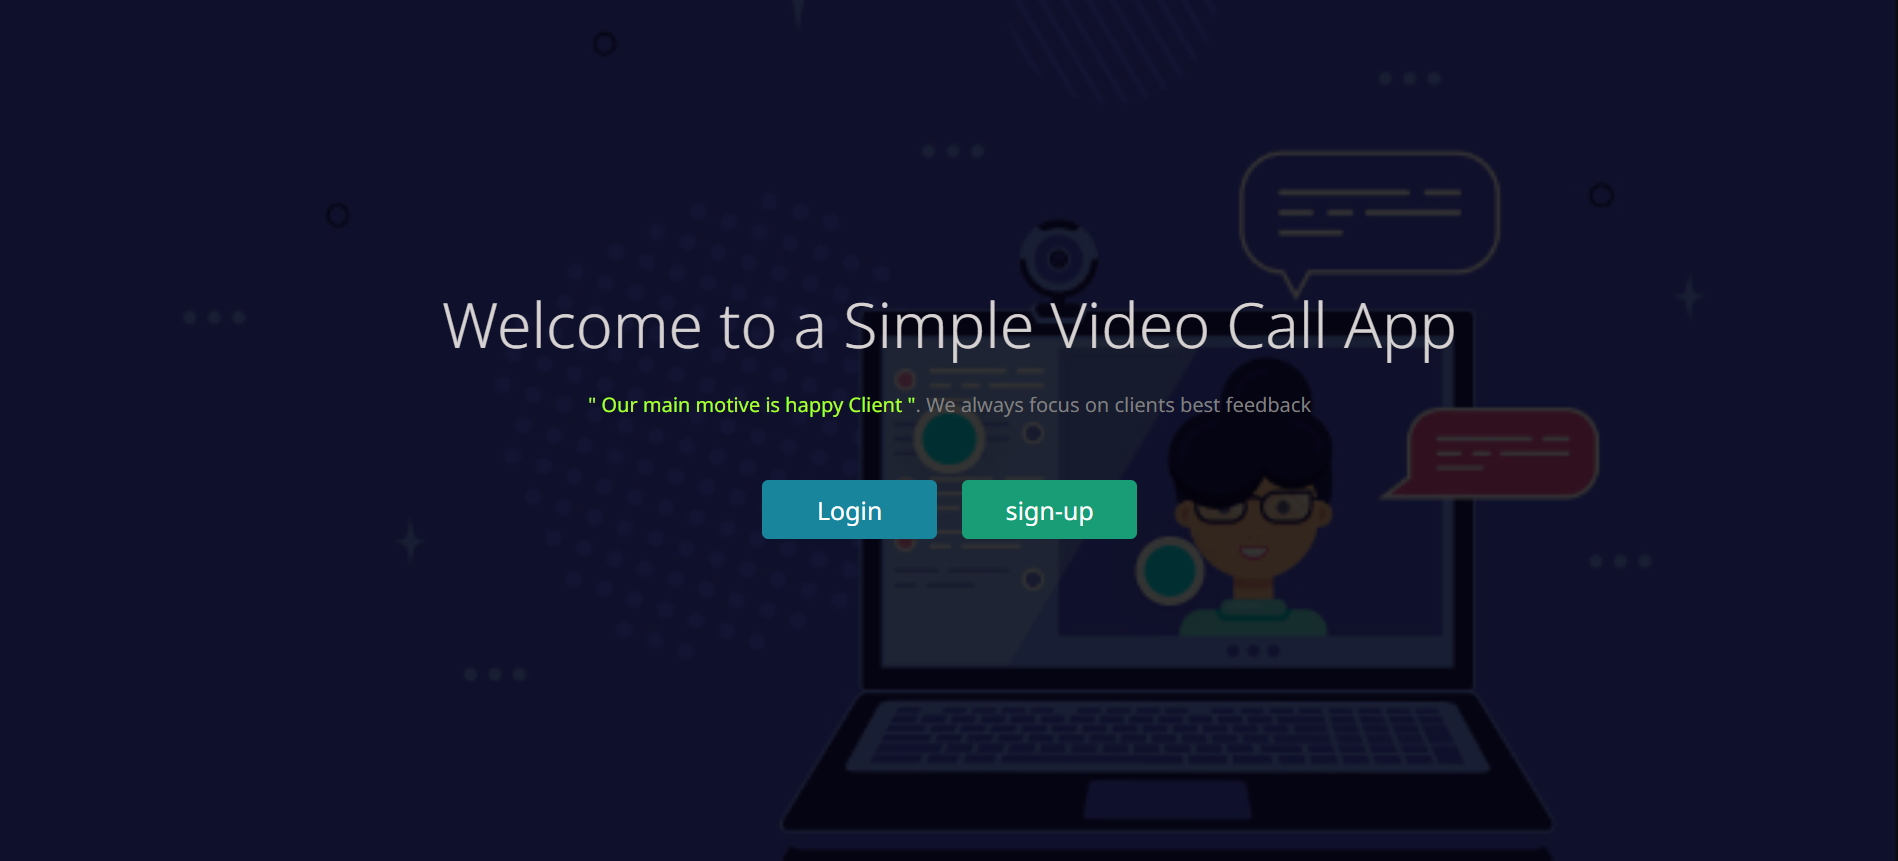 Welcome to a Simple Video Call App
" Our main motive is happy Client ". We always focus on clients best feedback
Login
sign-up